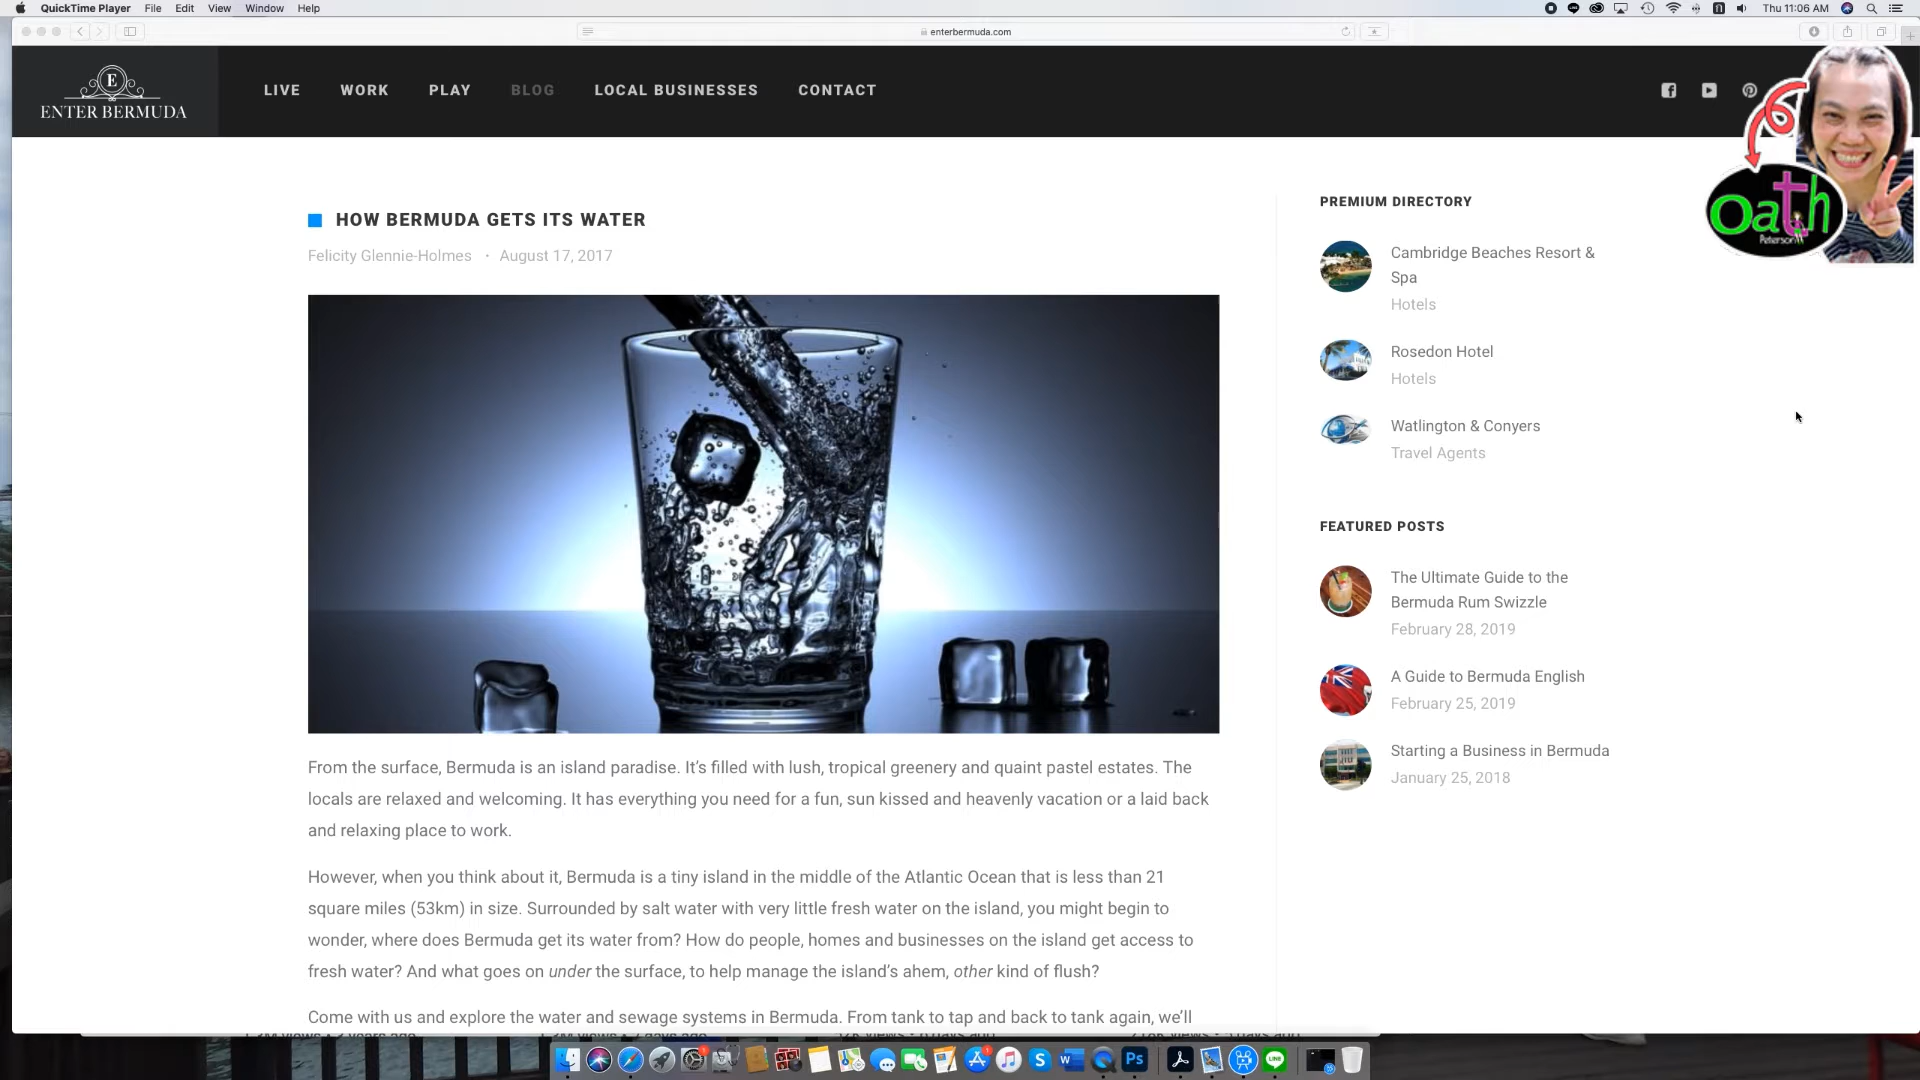 QuickTime Player File Edit View Window Help
Thu 11:06 AM
enterbermuda.com
E
ENTER BERMUDA
LIVE WORK PLAY BLOG LOCAL BUSINESSES CONTACT
Oath
Peterson
HOW BERMUDA GETS ITS WATER
Felicity Glennie-Holmes • August 17, 2017
From the surface, Bermuda is an island paradise. It's filled with lush, tropical greenery and quaint pastel estates. The
locals are relaxed and welcoming. It has everything you need for a fun, sun kissed and heavenly vacation or a laid back
and relaxing place to work.
However, when you think about it, Bermuda is a tiny island in the middle of the Atlantic Ocean that is less than 21
square miles (53km) in size. Surrounded by salt water with very little fresh water on the island, you might begin to
wonder, where does Bermuda get its water from? How do people, homes and businesses on the island get access to
fresh water? And what goes on under the surface, to help manage the island's ahem, other kind of flush?
Come with us and explore the water and sewage systems in Bermuda. From tank to tap and back to tank again, we'll
PREMIUM DIRECTORY
Cambridge Beaches Resort &
Spa
Hotels
Rosedon Hotel
Hotels
Watlington & Conyers
Travel Agents
FEATURED POSTS
The Ultimate Guide to the
Bermuda Rum Swizzle
February 28, 2019
A Guide to Bermuda English
February 25, 2019
Starting a Business in Bermuda
January 25, 2018
Ps